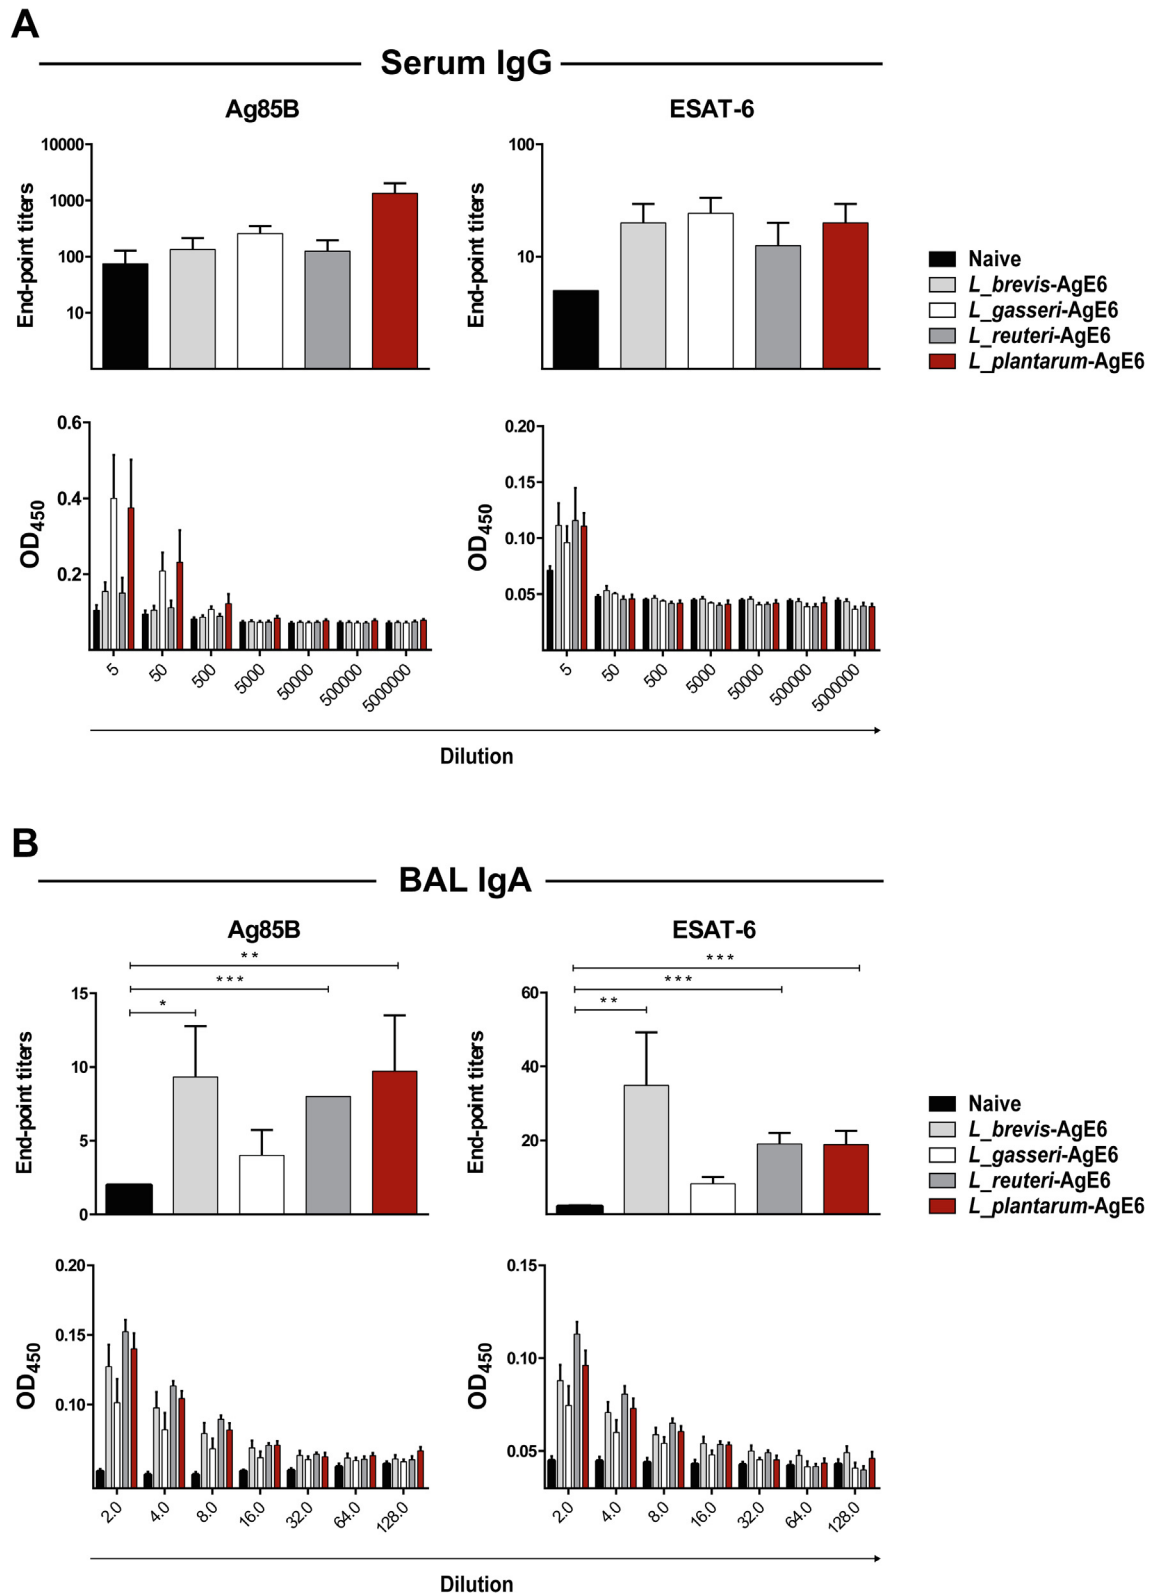 A
Serum IgG
Ag85B
ESAT-6
End-point titers
10000
1000
100
10
End-point titers
100
10
Naive
L_brevis-AgE6
L_gasseri-AgE6
L_reuteri-AgE6
L_plantarum-AgE6
OD450
0.6
0.4
0.2
5
50
500
5000
50000
500000
5000000
OD450
0.20
0.15
0.10
0.05
5
50
500
5000
50000
500000
5000000
Dilution
B
BAL IgA
Ag85B
ESAT-6
**
***
*
***
***
**
End-point titers
15
10
5
0
End-point titers
60
40
20
Naive
L_brevis-AgE6
L_gasseri-AgE6
L_reuteri-AgE6
L_plantarum-AgE6
OD450
0.20
0.15
0.10
2.0
4.0
8.0
16.0
32.0
64.0
128.0
OD450
0.15
0.10
0.05
2.0
4.0
8.0
16.0
32.0
64.0
128.0
Dilution